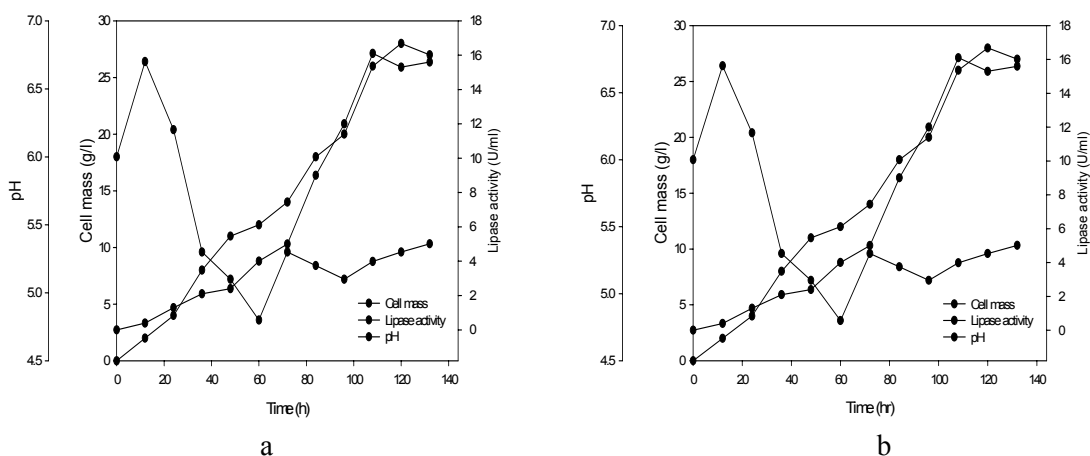 7.0
6.5
6.0
5.5
5.0
4.5
pH
30
25
20
15
10
5
0
Cell mass (g/l)
18
16
14
12
10
8
6
4
2
0
Lipase activity (U/ml)
Cell mass
Lipase activity
pH
0 20 40 60 80 100 120 140
Time (h)
a
7.0
6.5
6.0
5.5
5.0
4.5
pH
30
25
20
15
10
5
0
Cell mass (g/l)
18
16
14
12
10
8
6
4
2
0
Lipase activity (U/ml)
Cell mass
Lipase activity
pH
0 20 40 60 80 100 120 140
Time (hr)
b